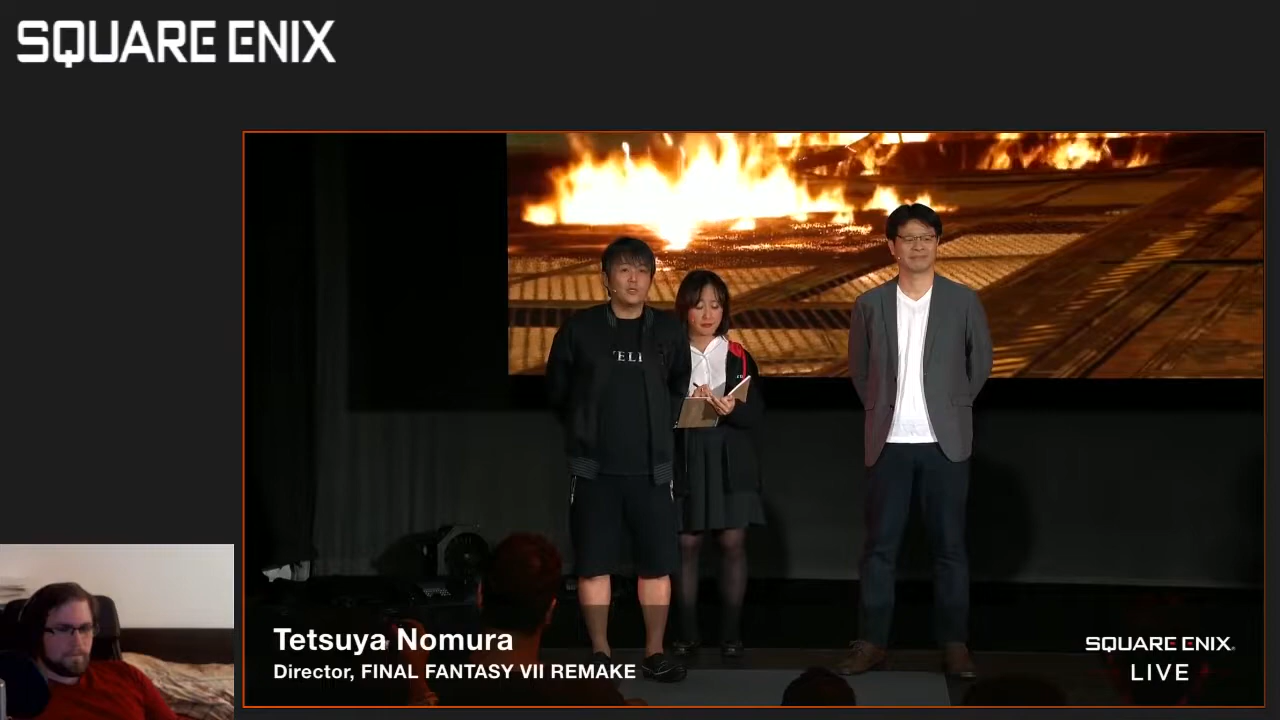 SQUARE ENIX
Tetsuya Nomura
Director, FINAL FANTASY VII REMAKE
SQUARE ENIX.
LIVE